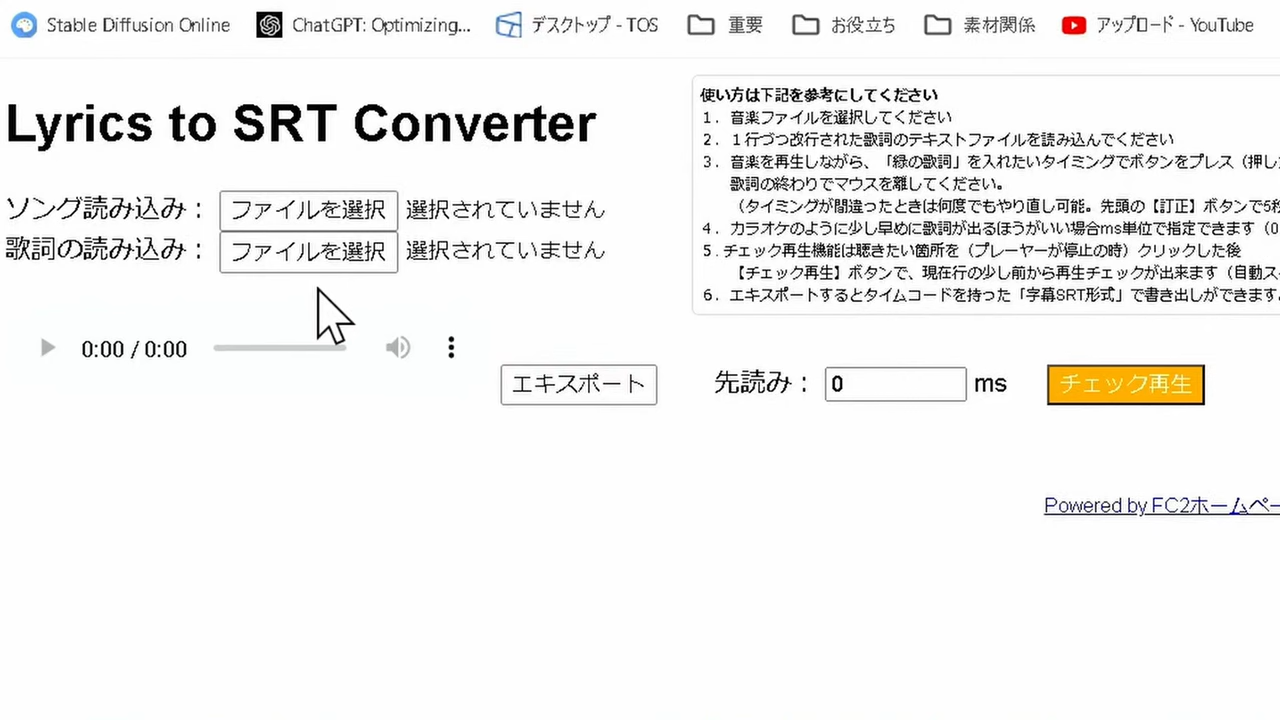 Stable Diffusion Online ChatGPT: Optimizing... デスクトップ - TOS 重要 お役立ち 素材関係 アップロード - YouTube
Lyrics to SRT Converter
ソング読み込み： ファイルを選択 選択されていません
歌詞の読み込み： ファイルを選択 選択されていません
0:00 / 0:00
使い方は下記を参考にしてください
1. 音楽ファイルを選択してください
2. １行づつ改行された歌詞のテキストファイルを読み込んでください
3. 音楽を再生しながら、「緑の歌詞」を入れたいタイミングでボタンをプレス（押し
歌詞の終わりでマウスを離してください。
（タイミングが間違ったときは何度でもやり直し可能。先頭の【訂正】ボタンで5秒
4. カラオケのように少し早めに歌詞が出るほうがいい場合ms単位で指定できます（0
5. チェック再生機能は聴きたい箇所を（プレーヤーが停止の時）クリックした後
【チェック再生】ボタンで、現在行の少し前から再生チェックが出来ます（自動ス
6. エキスポートするとタイムコードを持った「字幕SRT形式」で書き出しができます。
エキスポート 先読み： 0 ms チェック再生
Powered by FC2ホームペー